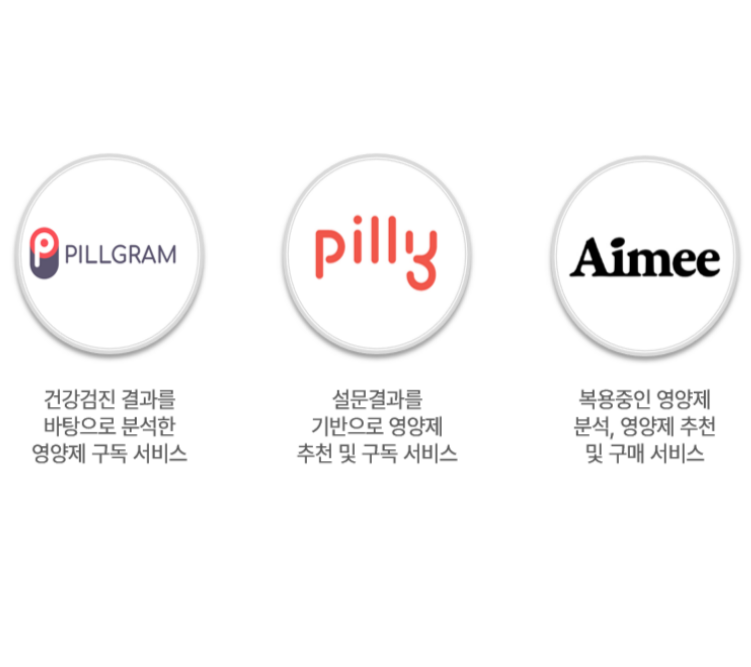 PILLGRAM
건강검진 결과를
바탕으로 분석한
영양제 구독 서비스
pilly
설문결과를
기반으로 영양제
추천 및 구독 서비스
Aimee
복용중인 영양제
분석, 영양제 추천
및 구매 서비스